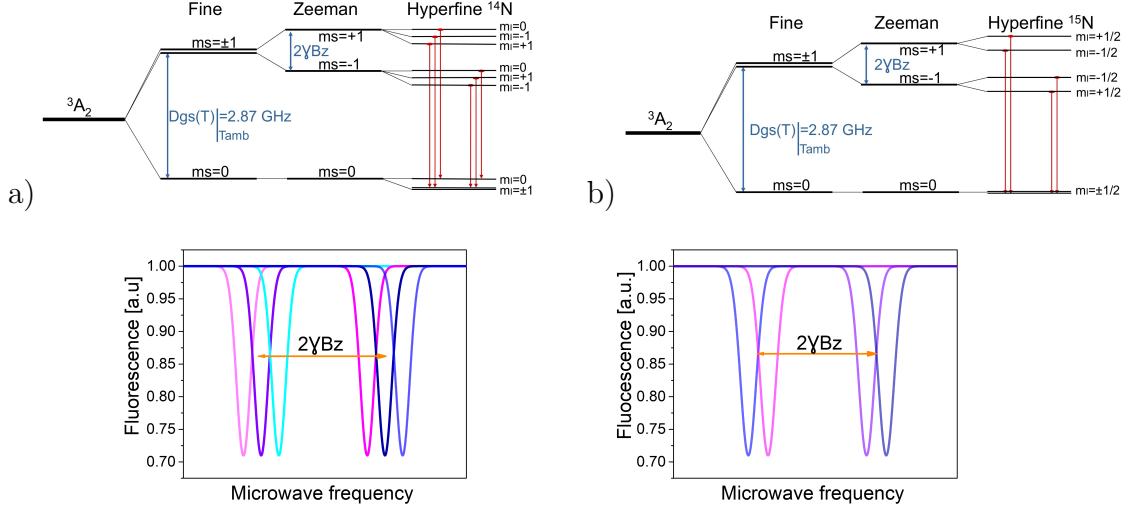 Fine Zeeman Hyperfine ¹⁴N
ms=±1
ms=+1
ms=-1
2ɣBz
mI=0
mI=-1
mI=+1
mI=0
mI=+1
mI=-1
³A₂
Dgs(T)|=2.87 GHz
Tamb
ms=0 ms=0
mI=0
mI=±1
a)
Fine Zeeman Hyperfine ¹⁵N
ms=±1
ms=+1
ms=-1
2ɣBz
mI=+1/2
mI=-1/2
mI=-1/2
mI=+1/2
³A₂
Dgs(T)|=2.87 GHz
Tamb
ms=0 ms=0
mI=±1/2
b)
Fluorescence [a.u]
1.00
0.95
0.90
0.85
0.80
0.75
0.70
2ɣBz
Microwave frequency
Fluocescence [a.u.]
1.00
0.95
0.90
0.85
0.80
0.75
0.70
2ɣBz
Microwave frequency